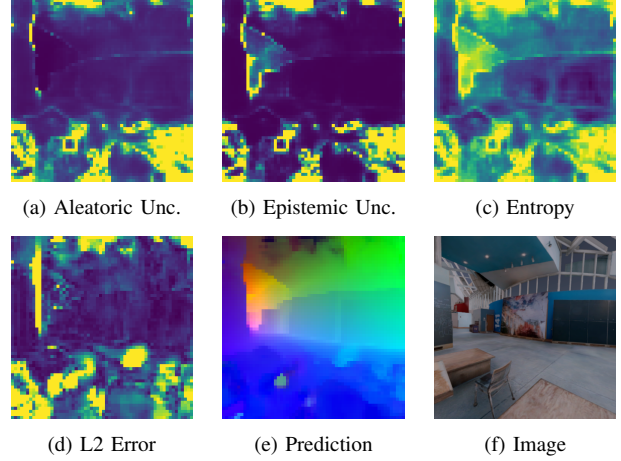 (a) Aleatoric Unc.
(b) Epistemic Unc.
(c) Entropy
(d) L2 Error
(e) Prediction
(f) Image